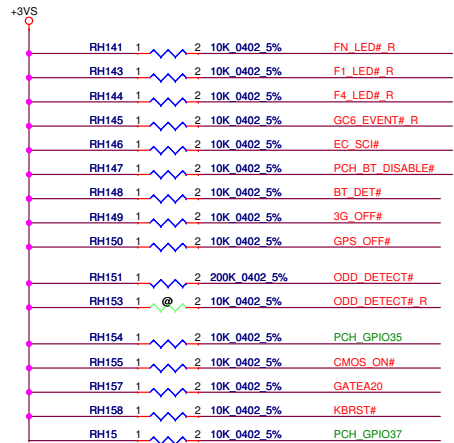 +3VS
RH141 1 2 10K_0402_5% FN_LED#_R
RH143 1 2 10K_0402_5% F1_LED#_R
RH144 1 2 10K_0402_5% F4_LED#_R
RH145 1 2 10K_0402_5% GC6_EVENT#_R
RH146 1 2 10K_0402_5% EC_SCI#
RH147 1 2 10K_0402_5% PCH_BT_DISABLE#
RH148 1 2 10K_0402_5% BT_DET#
RH149 1 2 10K_0402_5% 3G_OFF#
RH150 1 2 10K_0402_5% GPS_OFF#
RH151 1 2 200K_0402_5% ODD_DETECT#
RH153 1 @ 2 10K_0402_5% ODD_DETECT#_R
RH154 1 2 10K_0402_5% PCH_GPIO35
RH155 1 2 10K_0402_5% CMOS_ON#
RH157 1 2 10K_0402_5% GATEA20
RH158 1 2 10K_0402_5% KBRST#
RH15 1 2 10K_0402_5% PCH_GPIO37